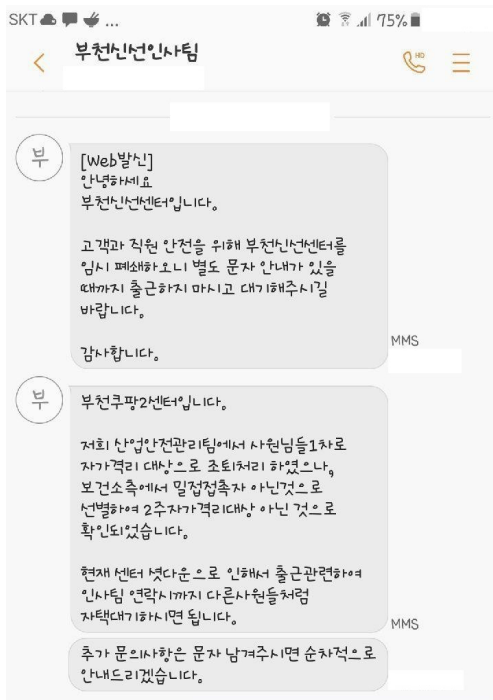 SKT ... 75%
부천신선인사팀
HD
부
[Web발신]
안녕하세요
부천신선센터입니다.
고객과 직원 안전을 위해 부천신선센터를
임시 폐쇄하오니 별도 문자 안내가 있을
때까지 출근하지 마시고 대기해주시길
바랍니다.
감사합니다.
MMS
부
부천쿠팡2센터입니다.
저희 산업안전관리팀에서 사원님들1차로
자가격리 대상으로 조퇴처리 하였으나,
보건소측에서 밀접접촉자 아닌것으로
선별하여 2주자가격리대상 아닌 것으로
확인되었습니다.
현재 센터 셧다운으로 인해서 출근관련하여
인사팀 연락시까지 다른사원들처럼
자택대기하시면 됩니다.
MMS
추가 문의사항은 문자 남겨주시면 순차적으로
안내드리겠습니다.